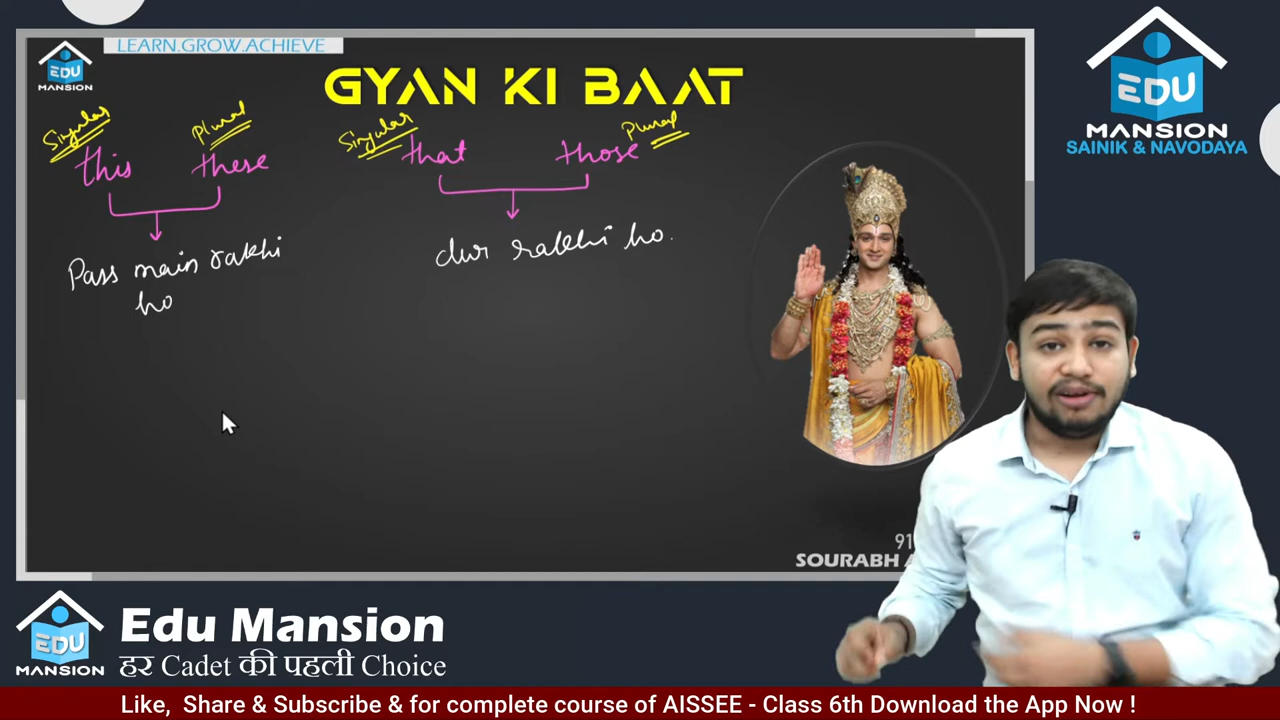 LEARN.GROW.ACHIEVE
EDU
MANSION
GYAN KI BAAT
Singular Plural Singular Plural
this these that those
Pass main rakhi
ho
dur rakhi ho.
EDU
MANSION
SAINIK & NAVODAYA
91
SOURABH
EDU
MANSION
Edu Mansion
हर Cadet की पहली Choice
Like, Share & Subscribe & for complete course of AISSEE - Class 6th Download the App Now !